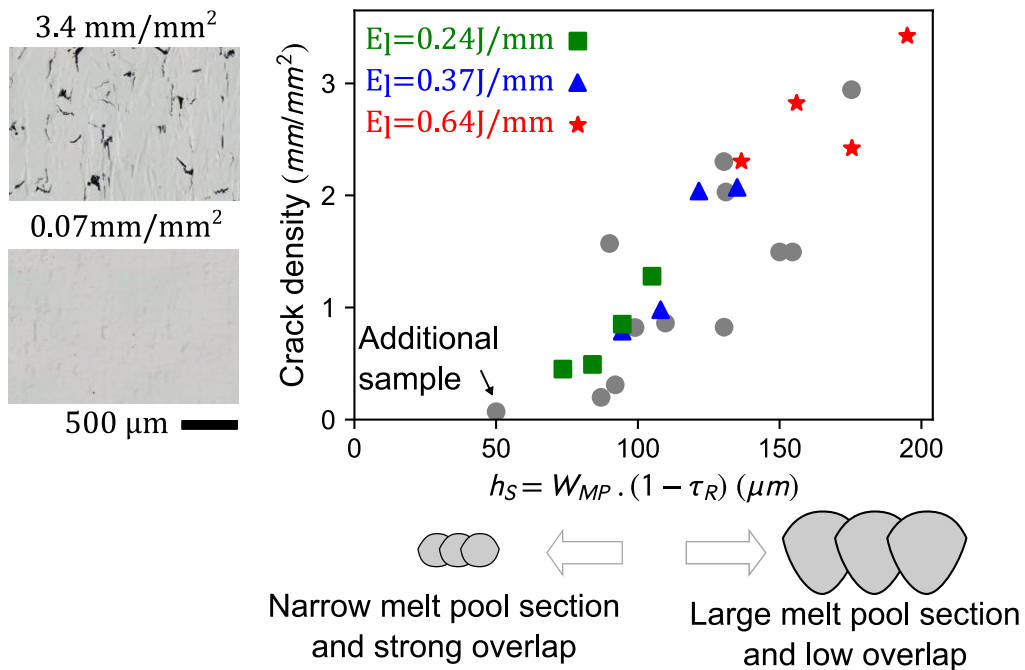 3.4 mm/mm²
0.07mm/mm²
500 μm
Crack density (mm/mm²)
3
2
1
0
E_l=0.24J/mm
E_l=0.37J/mm
E_l=0.64J/mm
Additional
sample
0 50 100 150 200
h_S = W_MP . (1 − τ_R) (μm)
Narrow melt pool section
and strong overlap
Large melt pool section
and low overlap